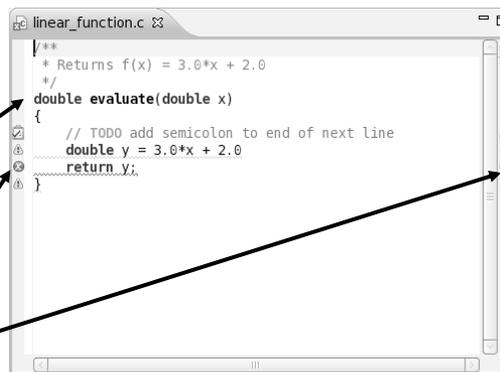 linear_function.c
/**
 * Returns f(x) = 3.0*x + 2.0
 */
double evaluate(double x)
{
    // TODO add semicolon to end of next line
    double y = 3.0*x + 2.0
    return y;
}